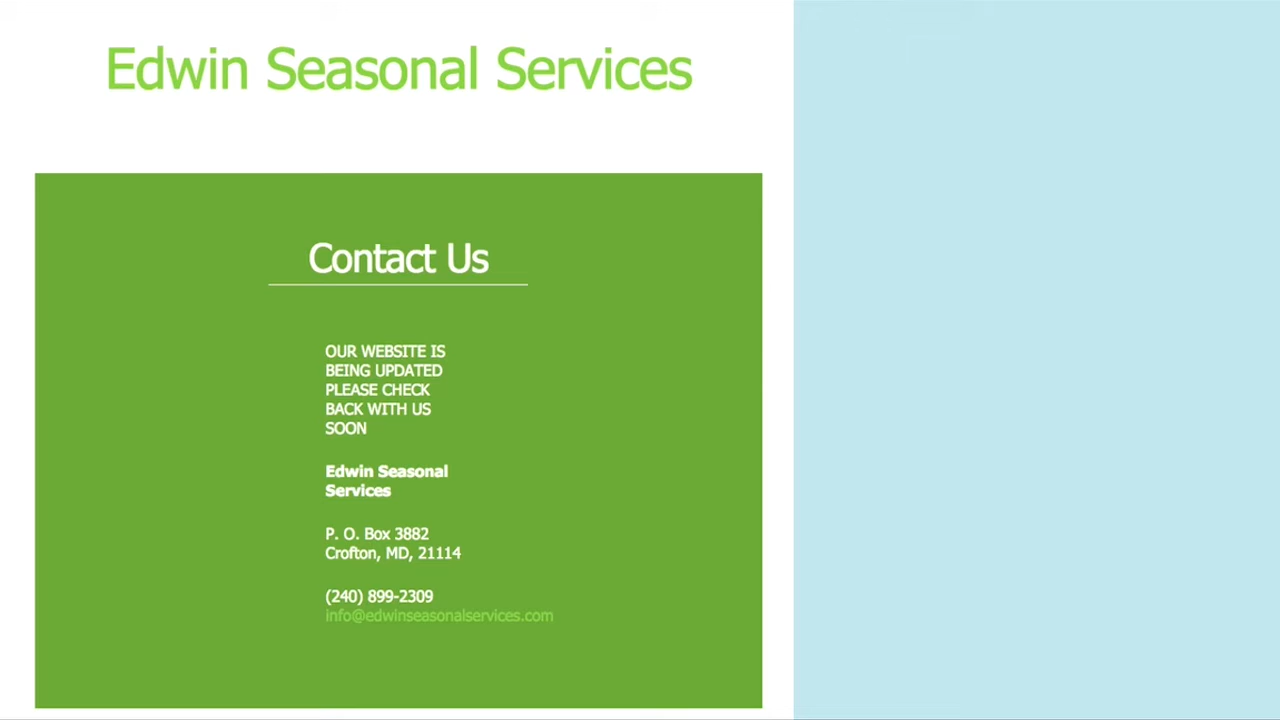 Edwin Seasonal Services
Contact Us
OUR WEBSITE IS
BEING UPDATED
PLEASE CHECK
BACK WITH US
SOON
Edwin Seasonal
Services
P. O. Box 3882
Crofton, MD, 21114
(240) 899-2309
info@edwinseasonalservices.com